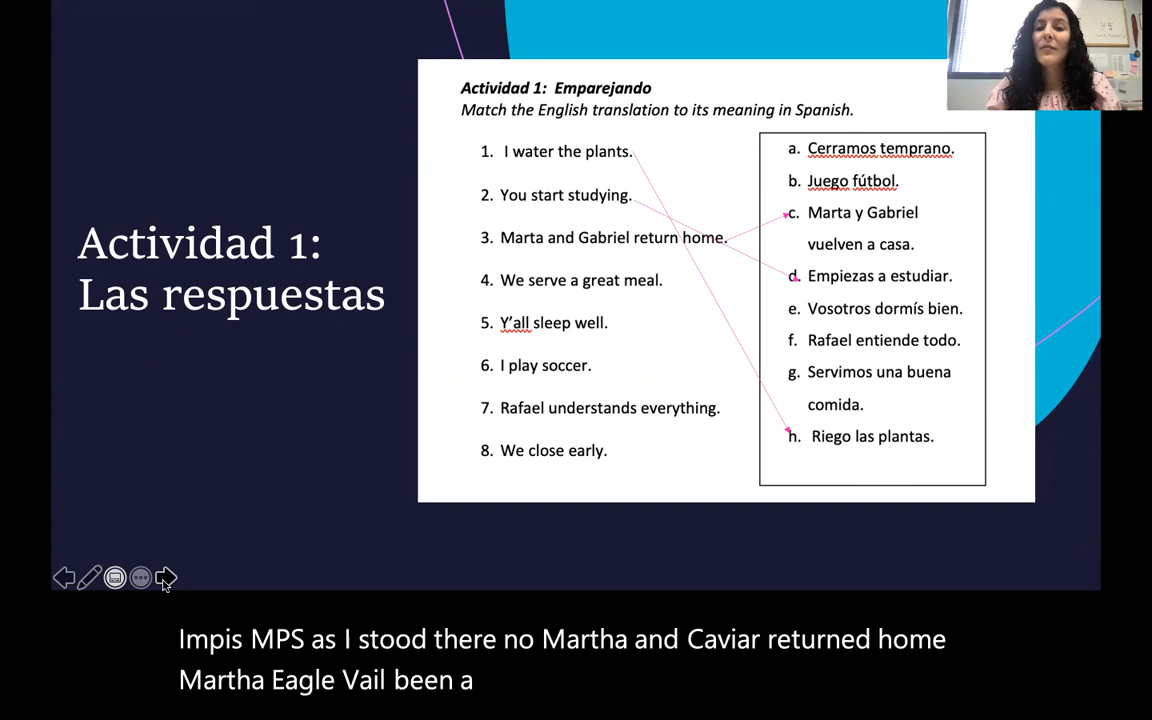 Actividad 1:
Las respuestas
Actividad 1: Emparejando
Match the English translation to its meaning in Spanish.
1. I water the plants.
2. You start studying.
3. Marta and Gabriel return home.
4. We serve a great meal.
5. Y’all sleep well.
6. I play soccer.
7. Rafael understands everything.
8. We close early.
a. Cerramos temprano.
b. Juego fútbol.
c. Marta y Gabriel
vuelven a casa.
d. Empiezas a estudiar.
e. Vosotros dormís bien.
f. Rafael entiende todo.
g. Servimos una buena
comida.
h. Riego las plantas.
Impis MPS as I stood there no Martha and Caviar returned home
Martha Eagle Vail been a